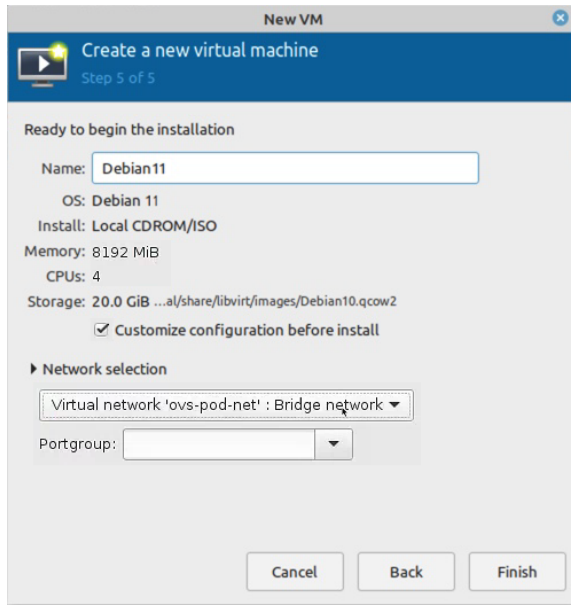 New VM
Create a new virtual machine
Step 5 of 5
Ready to begin the installation
Name: Debian11
OS: Debian 11
Install: Local CDROM/ISO
Memory: 8192 MiB
CPUs: 4
Storage: 20.0 GiB ...al/share/libvirt/images/Debian10.qcow2
Customize configuration before install
Network selection
Virtual network 'ovs-pod-net' : Bridge network
Portgroup:
Cancel Back Finish